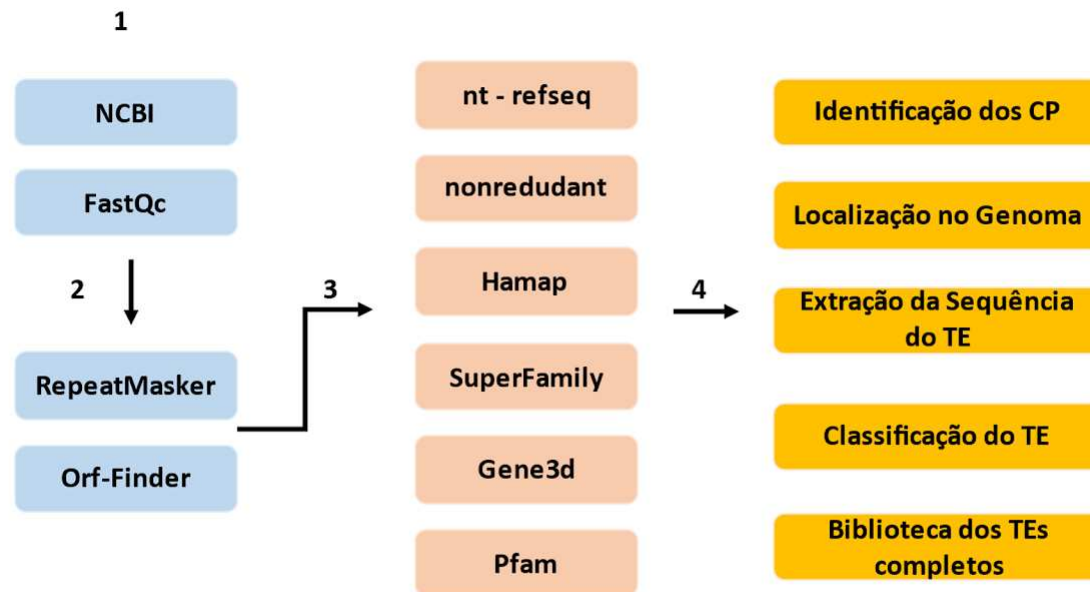 1
NCBI
FastQc
2
RepeatMasker
Orf-Finder
3
nt - refseq
nonredudant
Hamap
SuperFamily
Gene3d
Pfam
4
Identificação dos CP
Localização no Genoma
Extração da Sequência
do TE
Classificação do TE
Biblioteca dos TEs
completos